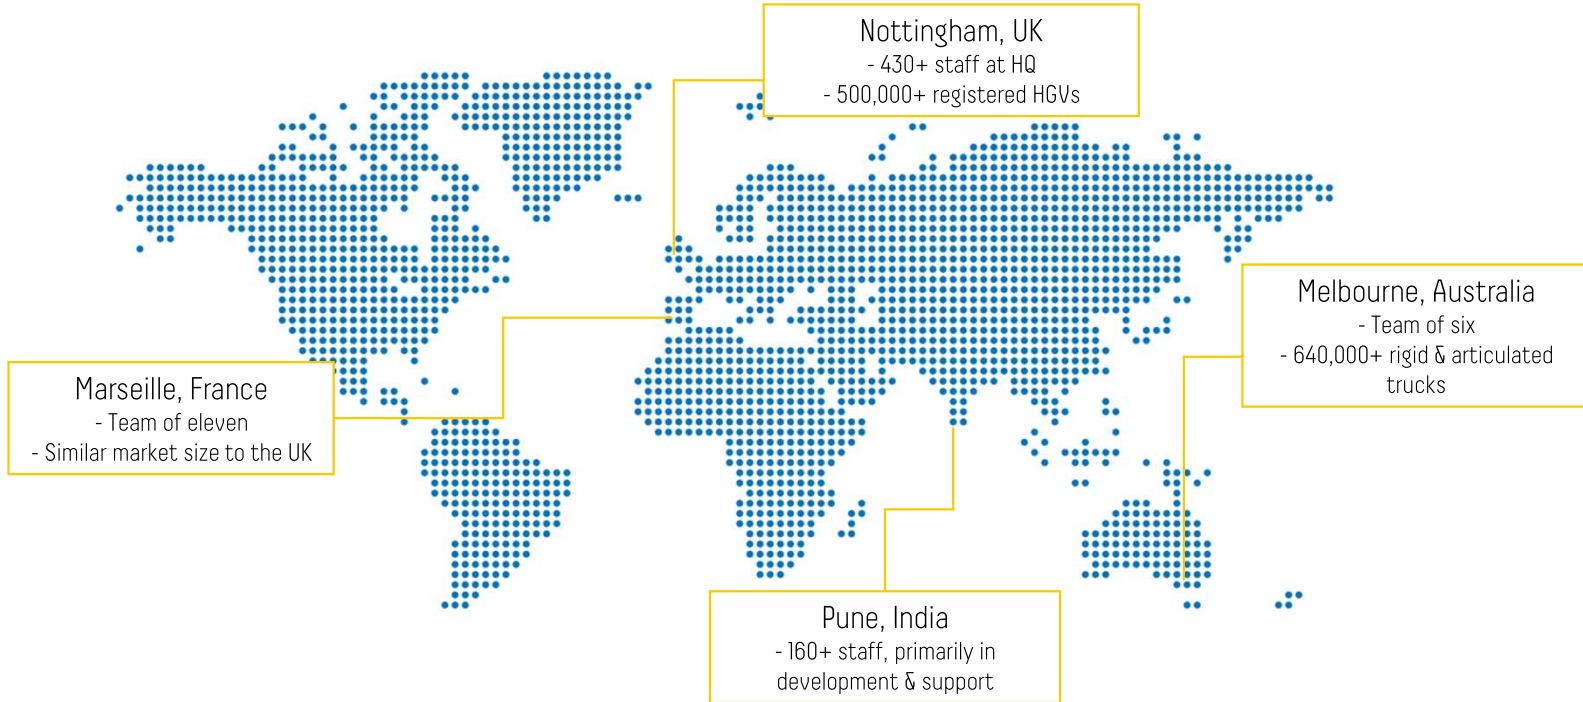 Nottingham, UK
- 430+ staff at HQ
- 500,000+ registered HGVs
Melbourne, Australia
- Team of six
- 640,000+ rigid & articulated
trucks
Marseille, France
- Team of eleven
- Similar market size to the UK
Pune, India
- 160+ staff, primarily in
development & support